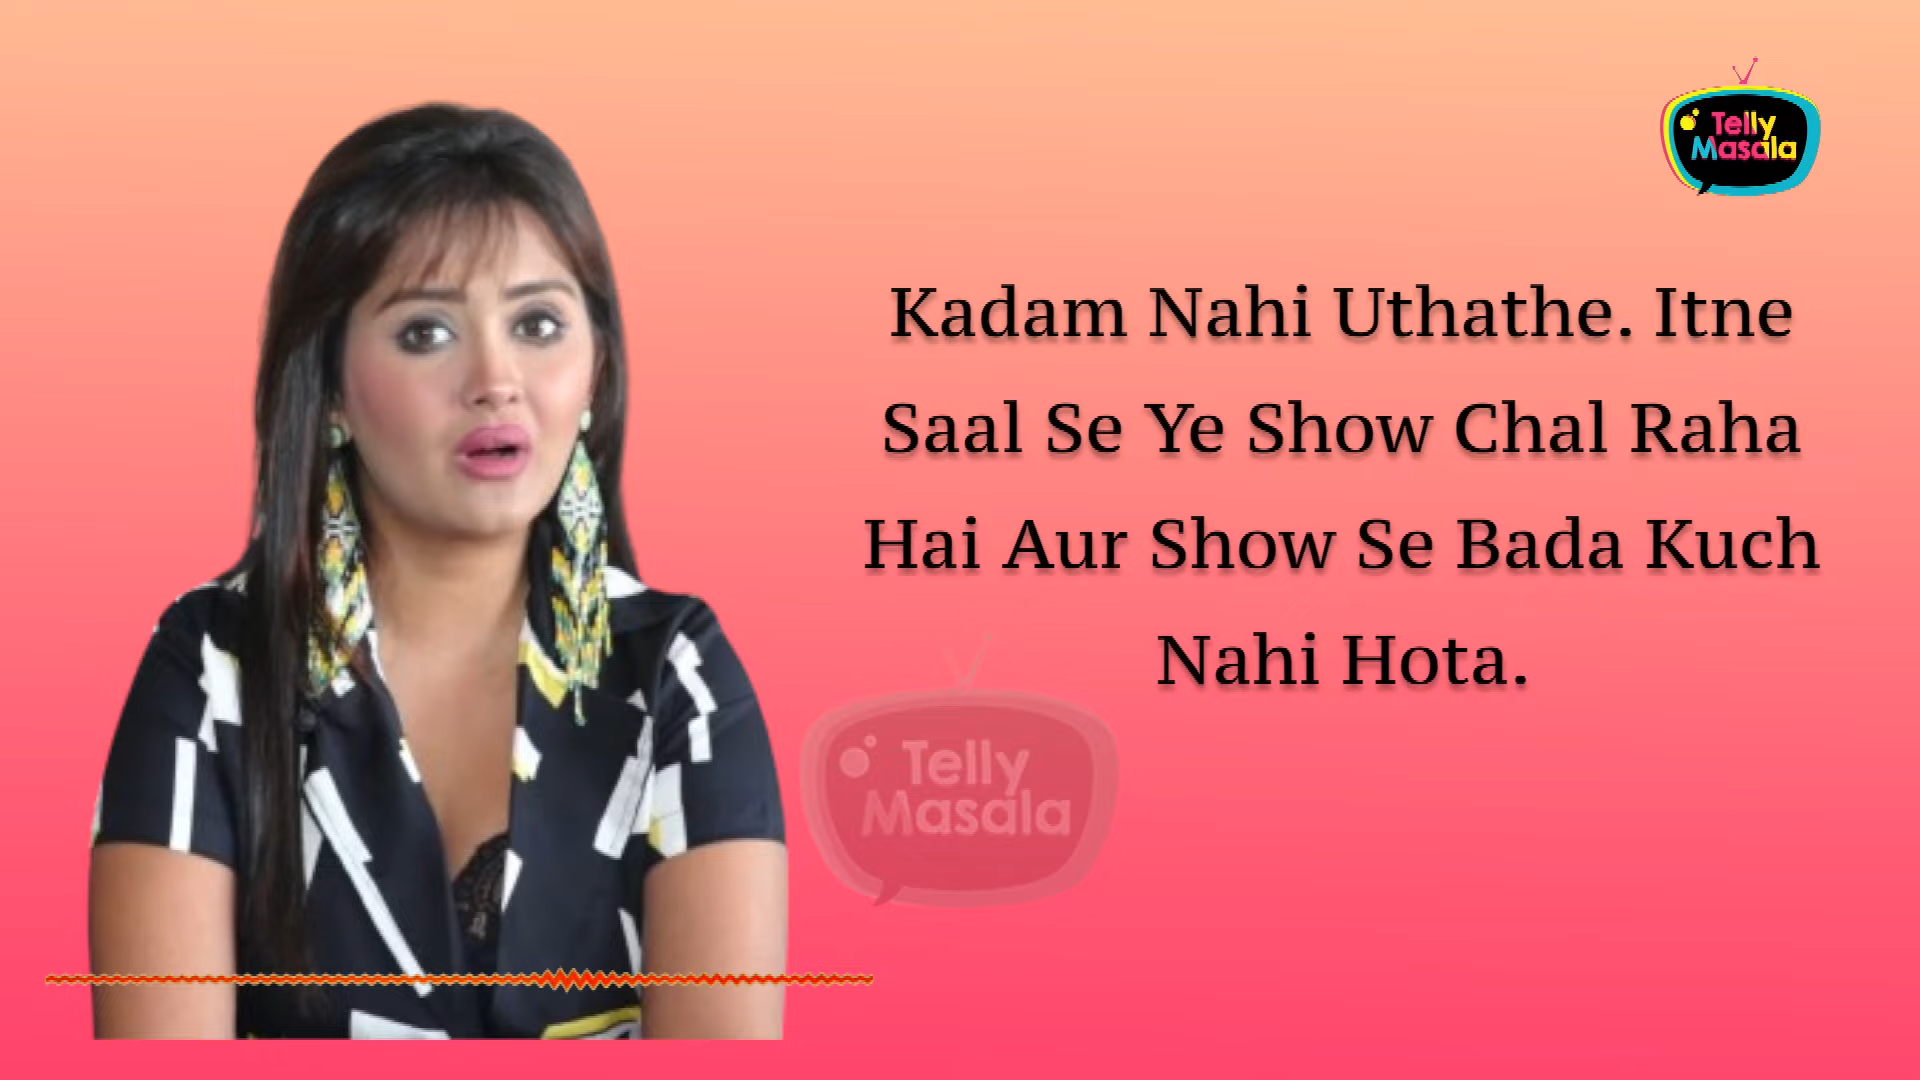 Telly
Masala
Kadam Nahi Uthathe. Itne
Saal Se Ye Show Chal Raha
Hai Aur Show Se Bada Kuch
Nahi Hota.
Telly
Masala